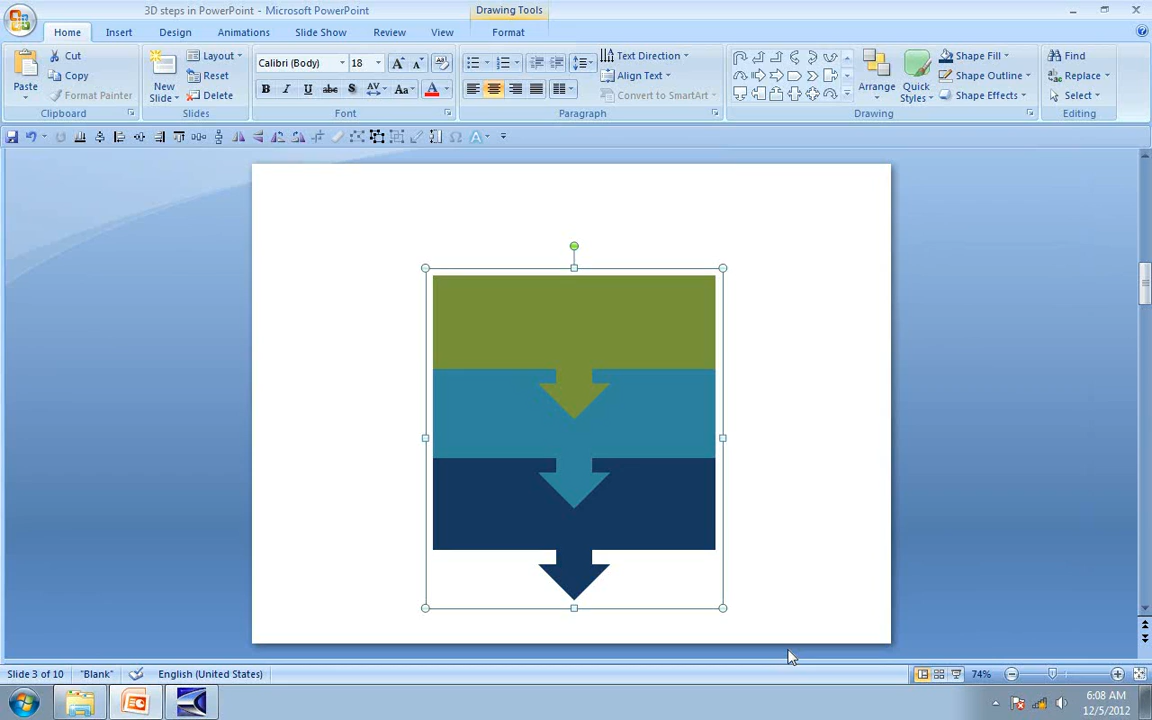 3D steps in PowerPoint - Microsoft PowerPoint
Drawing Tools
Home Insert Design Animations Slide Show Review View Format
Paste
Cut
Copy
Format Painter
Clipboard
New Slide
Layout
Reset
Delete
Slides
Calibri (Body) 18
B I U abc S AV Aa A
Font
Text Direction
Align Text
Convert to SmartArt
Paragraph
Arrange
Quick Styles
Shape Fill
Shape Outline
Shape Effects
Drawing
Find
Replace
Select
Editing
Slide 3 of 10 "Blank" English (United States) 74%
6:08 AM
12/5/2012